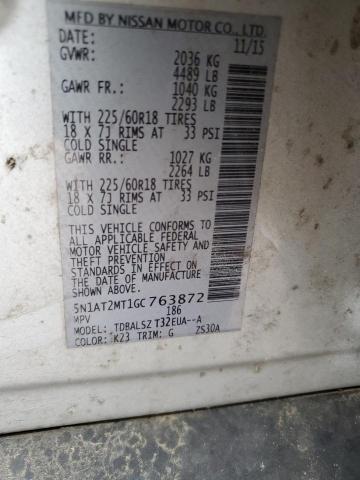 MFD BY NISSAN MOTOR CO., LTD.
DATE: 11/15
GVWR: 2036 KG
4489 LB
GAWR FR.: 1040 KG
2293 LB
WITH 225/60R18 TIRES
18 X 7J RIMS AT 33 PSI
COLD SINGLE
GAWR RR.: 1027 KG
2264 LB
WITH 225/60R18 TIRES
18 X 7J RIMS AT 33 PSI
COLD SINGLE
THIS VEHICLE CONFORMS TO
ALL APPLICABLE FEDERAL
MOTOR VEHICLE SAFETY AND
THEFT PREVENTION
STANDARDS IN EFFECT ON
THE DATE OF MANUFACTURE
SHOWN ABOVE.
5N1AT2MT1GC763872
MPV 186
MODEL: TDBALSZ T32EUA--A
COLOR: K23 TRIM: G ZS30A